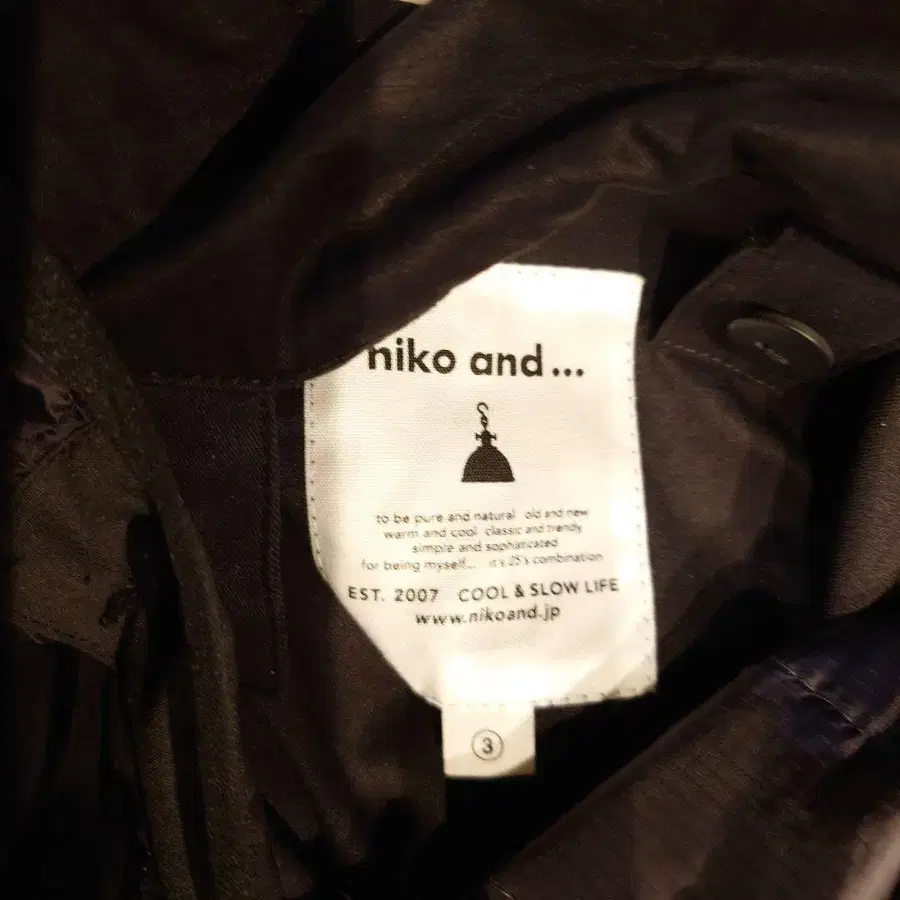 niko and...
to be pure and natural old and new
warm and cool classic and trendy
simple and sophisticated
for being myself... it's 25's combination
EST. 2007 COOL & SLOW LIFE
www.nikoand.jp
③